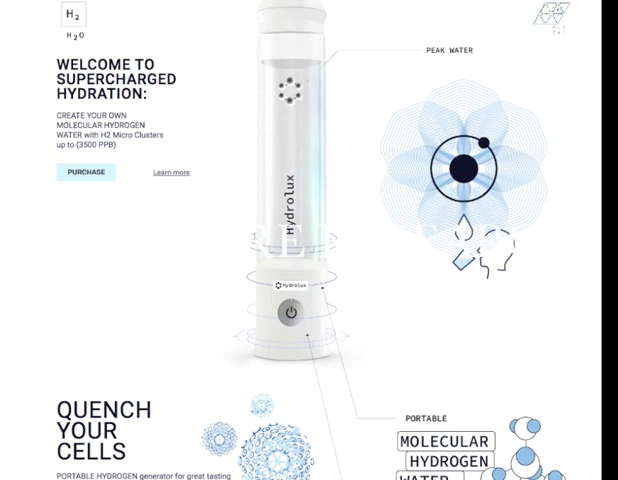 H2
H2O
PEAK WATER
WELCOME TO
SUPERCHARGED
HYDRATION:
CREATE YOUR OWN
MOLECULAR HYDROGEN
WATER with H2 Micro Clusters
up to (3500 PPB)
PURCHASE
Learn more
Hydrolux
Hydrolux
QUENCH
YOUR
CELLS
PORTABLE HYDROGEN generator for great tasting
PORTABLE
MOLECULAR
HYDROGEN
WATER